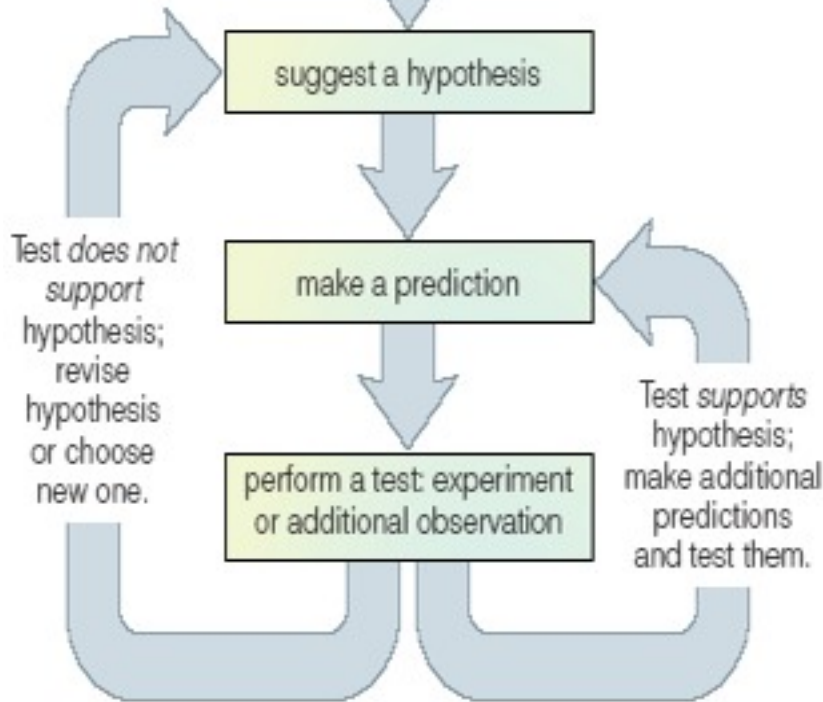 suggest a hypothesis
make a prediction
perform a test: experiment
or additional observation
Test does not
support
hypothesis;
revise
hypothesis
or choose
new one.
Test supports
hypothesis;
make additional
predictions
and test them.